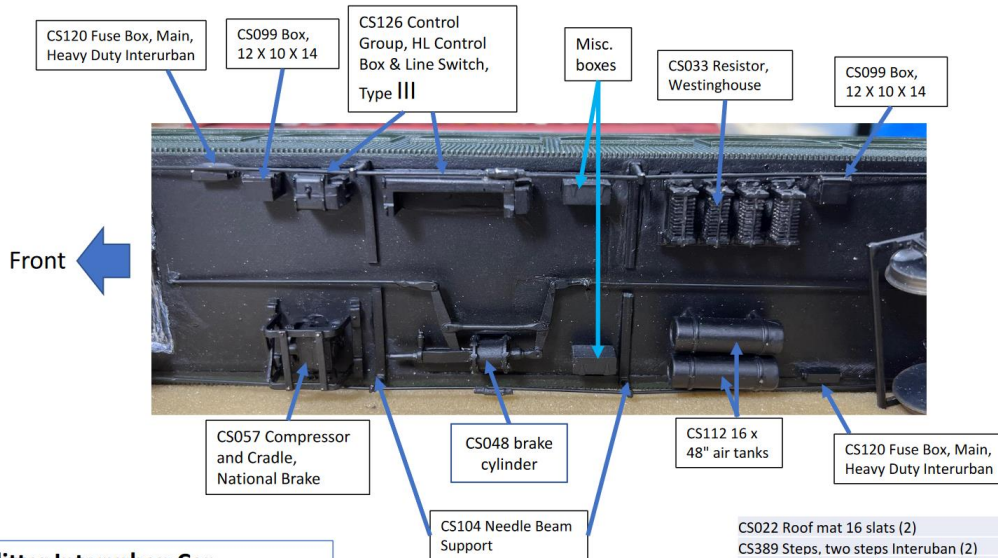 CS120 Fuse Box, Main,
Heavy Duty Interurban
CS099 Box,
12 X 10 X 14
CS126 Control
Group, HL Control
Box & Line Switch,
Type III
Misc.
boxes
CS033 Resistor,
Westinghouse
CS099 Box,
12 X 10 X 14
Front
CS057 Compressor
and Cradle,
National Brake
CS048 brake
cylinder
CS112 16 x
48" air tanks
CS120 Fuse Box, Main,
Heavy Duty Interurban
CS104 Needle Beam
Support
CS022 Roof mat 16 slats (2)
CS389 Steps, two steps Interuban (2)